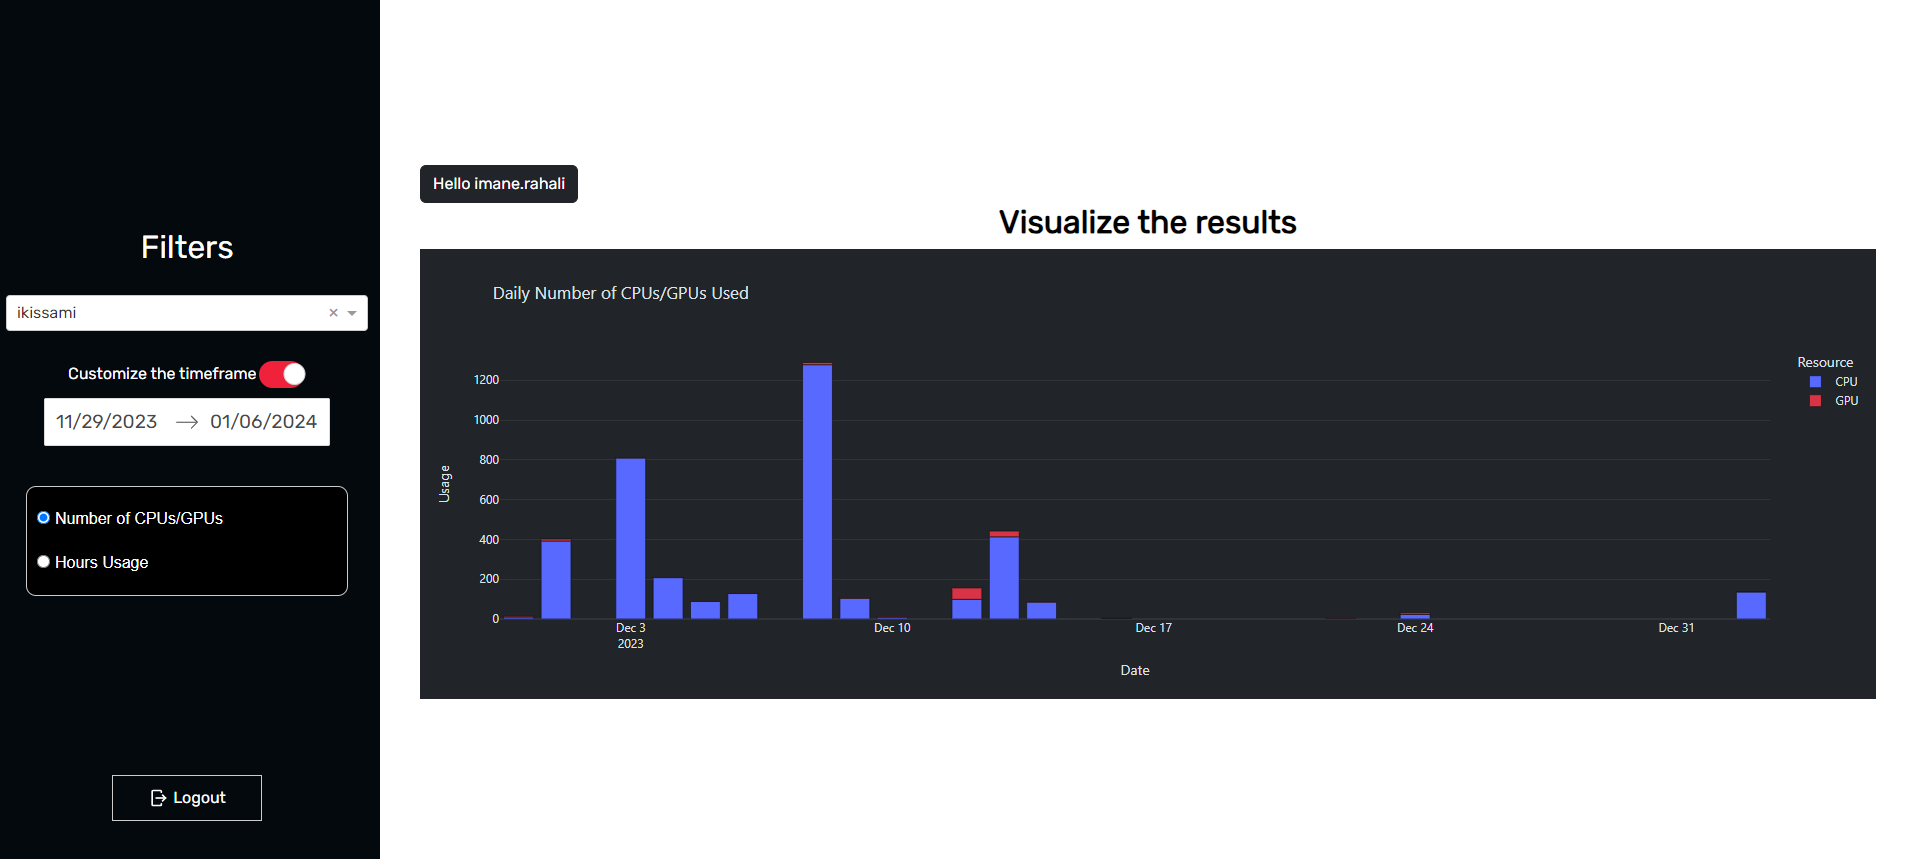 Filters
ikissami
Customize the timeframe
11/29/2023 → 01/06/2024
Number of CPUs/GPUs
Hours Usage
Logout
Hello imane.rahali
Visualize the results
Daily Number of CPUs/GPUs Used
Usage
1200
1000
800
600
400
200
0
Dec 3
2023
Dec 10
Dec 17
Dec 24
Dec 31
Date
Resource
CPU
GPU